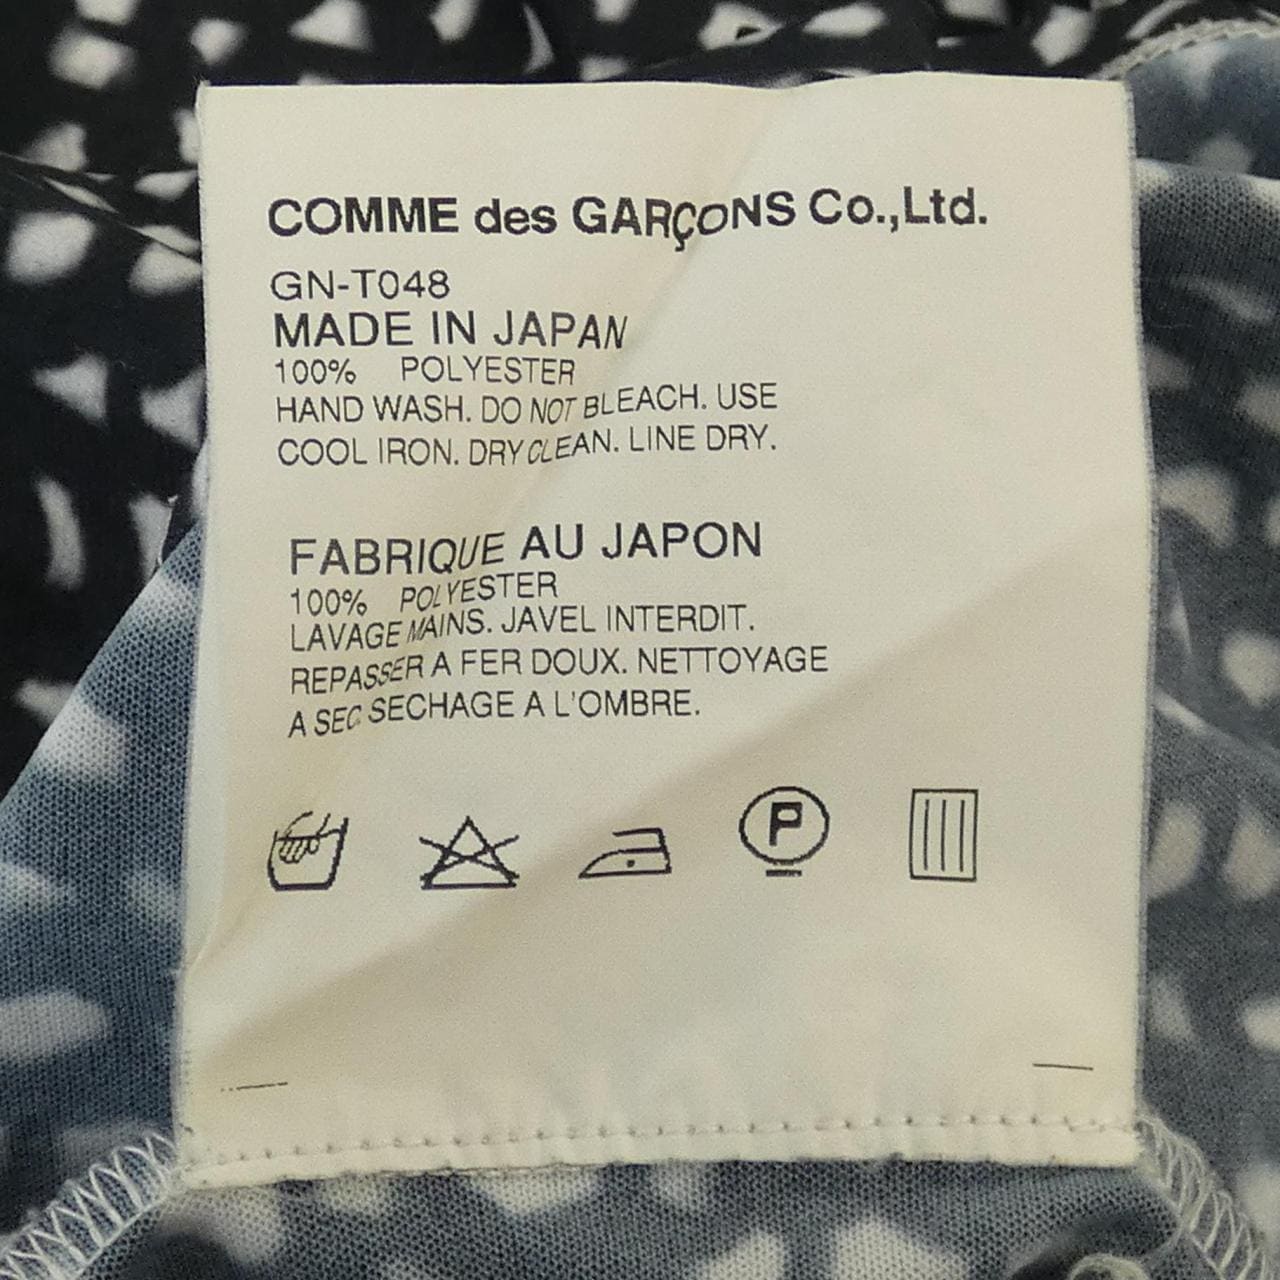 COMME des GARÇONS Co.,Ltd.
GN-T048
MADE IN JAPAN
100% POLYESTER
HAND WASH. DO NOT BLEACH. USE
COOL IRON. DRY CLEAN. LINE DRY.
FABRIQUE AU JAPON
100% POLYESTER
LAVAGE MAINS. JAVEL INTERDIT.
REPASSER A FER DOUX. NETTOYAGE
A SEC SECHAGE A L'OMBRE.
P